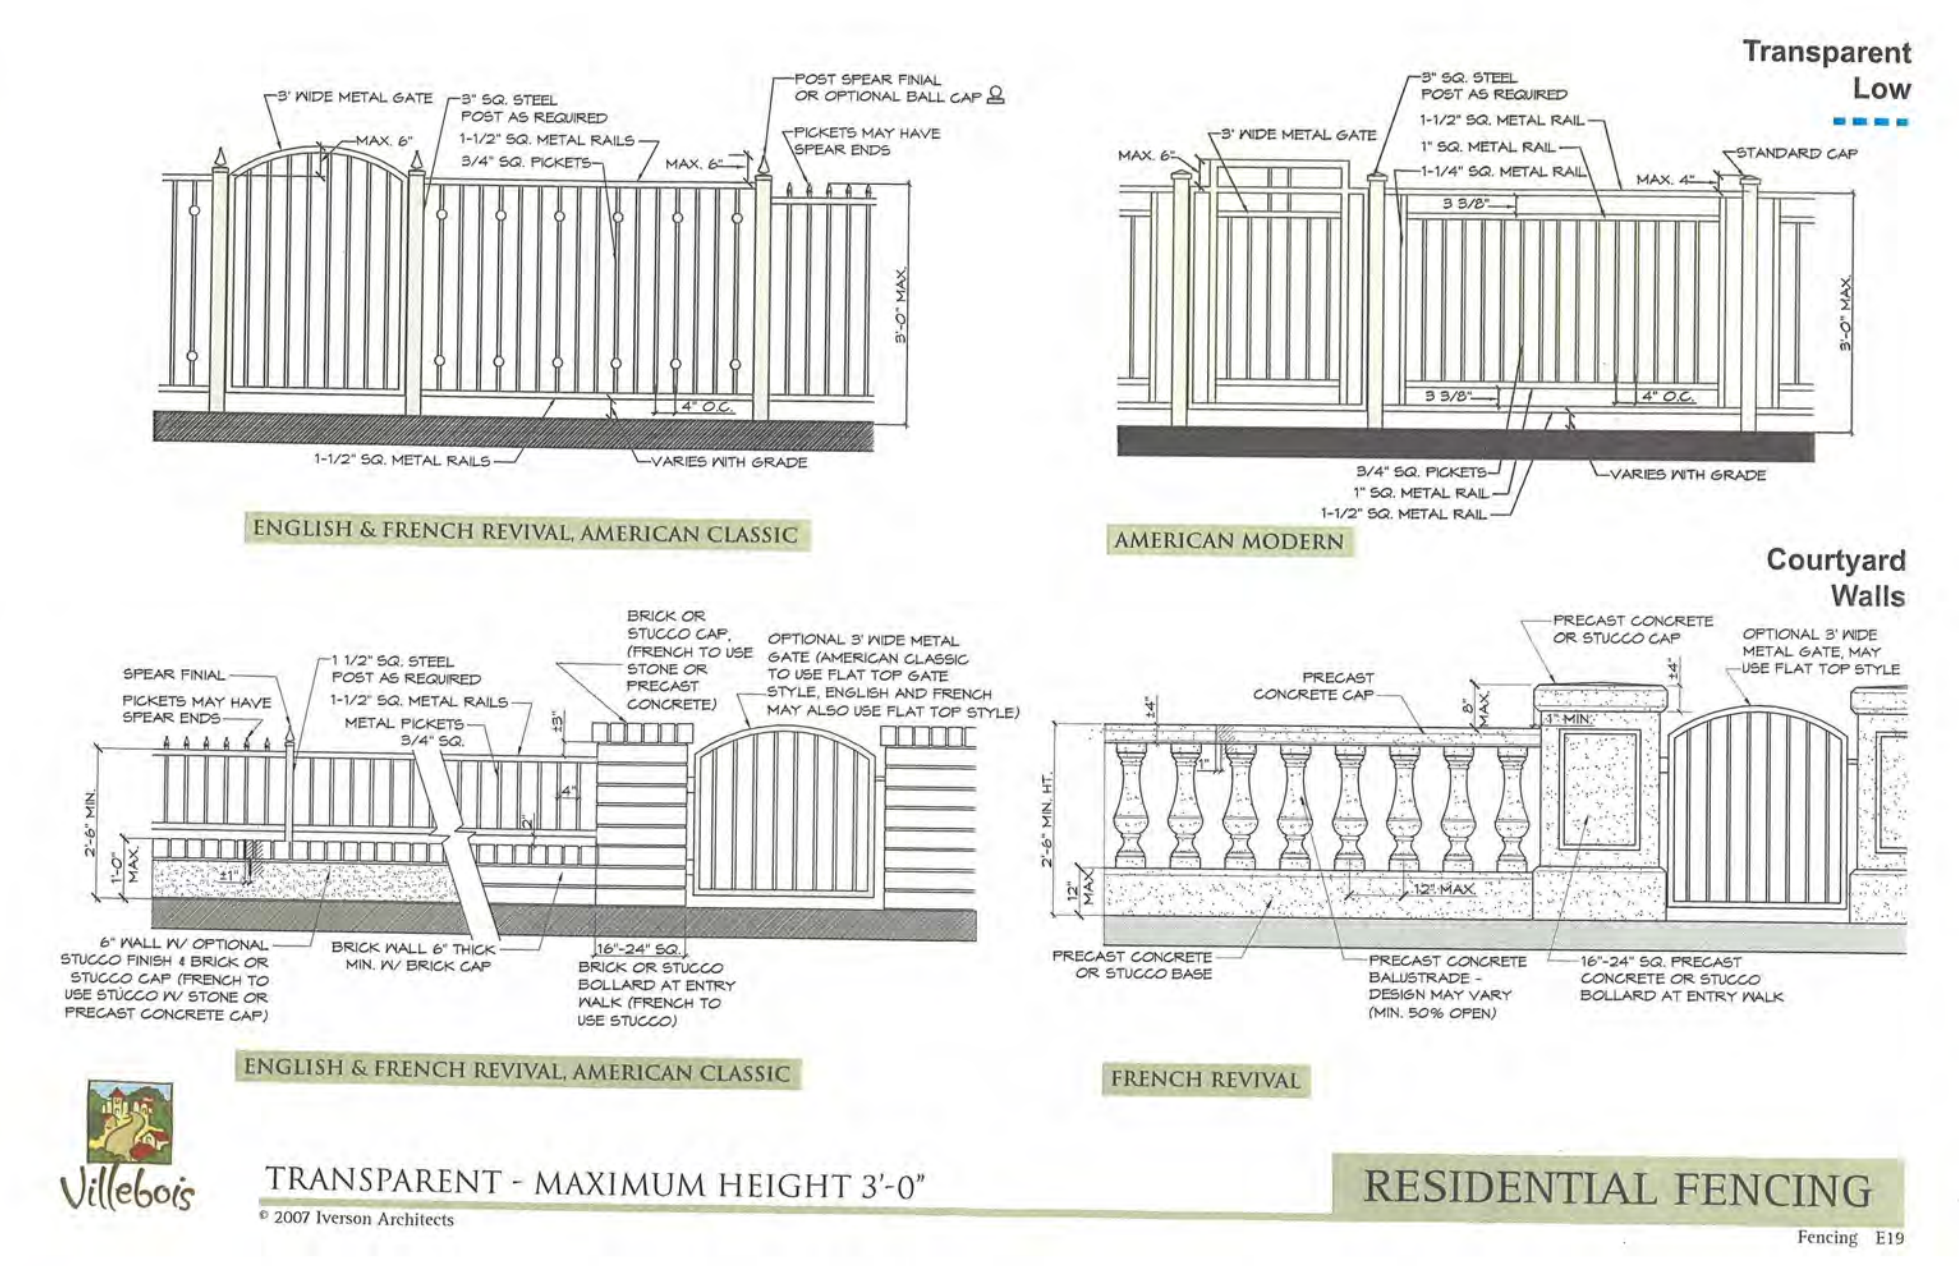 Transparent
Low
3' WIDE METAL GATE
MAX. 6"
3" SQ. STEEL
POST AS REQUIRED
1-1/2" SQ. METAL RAILS
3/4" SQ. PICKETS
MAX. 6"
POST SPEAR FINIAL
OR OPTIONAL BALL CAP
PICKETS MAY HAVE
SPEAR ENDS
3'-0" MAX.
4" O.C.
1-1/2" SQ. METAL RAILS
VARIES WITH GRADE
ENGLISH & FRENCH REVIVAL, AMERICAN CLASSIC
MAX. 6"
3' WIDE METAL GATE
3" SQ. STEEL
POST AS REQUIRED
1-1/2" SQ. METAL RAIL
1" SQ. METAL RAIL
1-1/4" SQ. METAL RAIL
MAX. 4"
STANDARD CAP
3 3/8"
3'-0" MAX.
3 3/8"
4" O.C.
3/4" SQ. PICKETS
1" SQ. METAL RAIL
1-1/2" SQ. METAL RAIL
VARIES WITH GRADE
AMERICAN MODERN
Courtyard
Walls
SPEAR FINIAL
PICKETS MAY HAVE
SPEAR ENDS
1 1/2" SQ. STEEL
POST AS REQUIRED
1-1/2" SQ. METAL RAILS
METAL PICKETS
3/4" SQ.
BRICK OR
STUCCO CAP,
(FRENCH TO USE
STONE OR
PRECAST
CONCRETE)
OPTIONAL 3' WIDE METAL
GATE (AMERICAN CLASSIC
TO USE FLAT TOP GATE
STYLE, ENGLISH AND FRENCH
MAY ALSO USE FLAT TOP STYLE)
±3"
4"
2"
2'-6" MIN.
1'-0"
MAX.
±1"
6" WALL W/ OPTIONAL
STUCCO FINISH & BRICK OR
STUCCO CAP (FRENCH TO
USE STUCCO W/ STONE OR
PRECAST CONCRETE CAP)
BRICK WALL 6" THICK
MIN. W/ BRICK CAP
16"-24" SQ.
BRICK OR STUCCO
BOLLARD AT ENTRY
WALK (FRENCH TO
USE STUCCO)
ENGLISH & FRENCH REVIVAL, AMERICAN CLASSIC
PRECAST CONCRETE
OR STUCCO CAP
OPTIONAL 3' WIDE
METAL GATE, MAY
USE FLAT TOP STYLE
PRECAST
CONCRETE CAP
±4"
8"
MAX.
±4"
1" MIN.
1"
2'-6" MIN. HT.
12"
MAX.
12" MAX.
PRECAST CONCRETE
OR STUCCO BASE
PRECAST CONCRETE
BALUSTRADE -
DESIGN MAY VARY
(MIN. 50% OPEN)
16"-24" SQ. PRECAST
CONCRETE OR STUCCO
BOLLARD AT ENTRY WALK
FRENCH REVIVAL
Villebois
TRANSPARENT - MAXIMUM HEIGHT 3'-0"
© 2007 Iverson Architects
RESIDENTIAL FENCING
Fencing E19